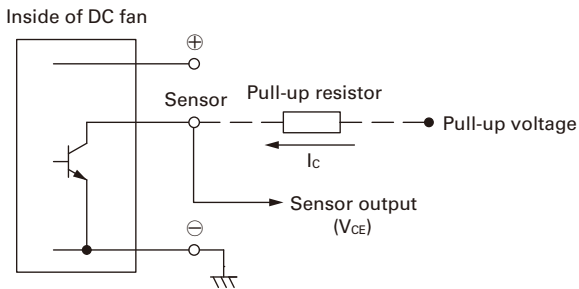 Inside of DC fan
⊕
Sensor
Pull-up resistor
Pull-up voltage
Ic
Sensor output
(VCE)
⊖